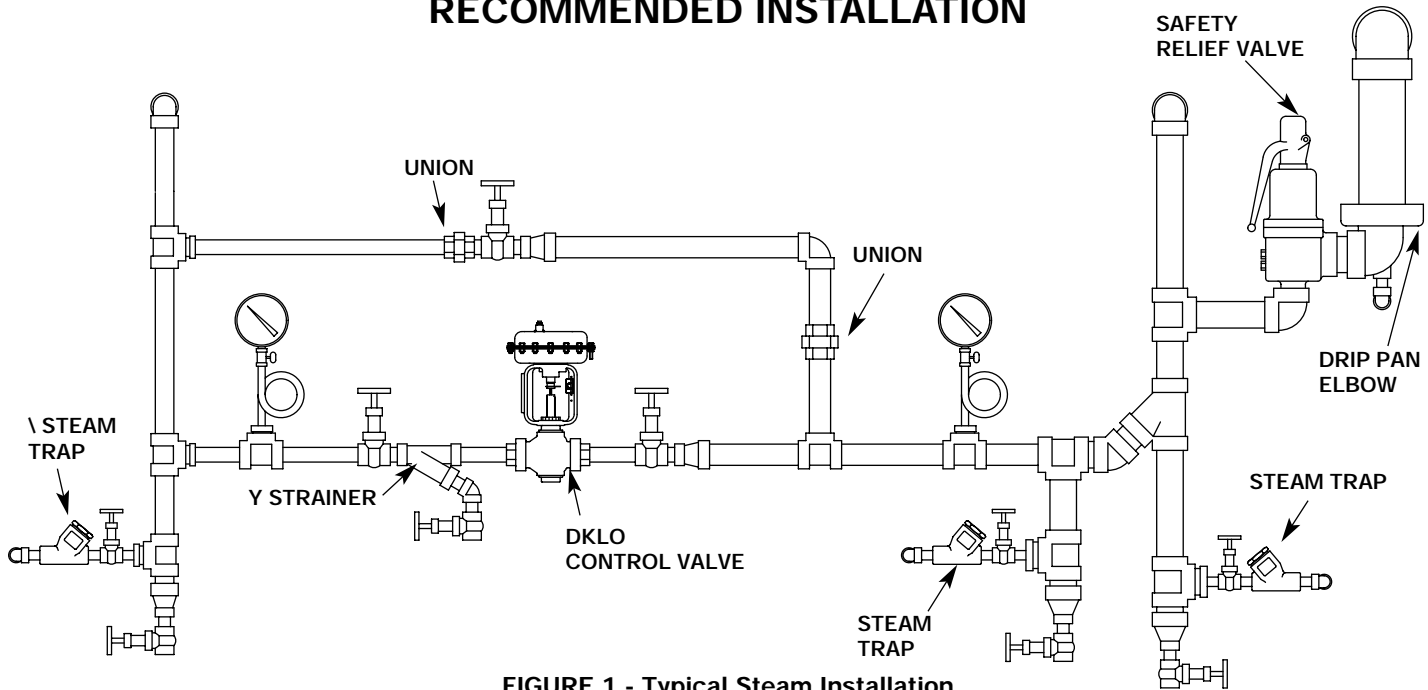 RECOMMENDED INSTALLATION
SAFETY
RELIEF VALVE
UNION
UNION
DRIP PAN
ELBOW
\ STEAM
TRAP
Y STRAINER
DKLO
CONTROL VALVE
STEAM TRAP
STEAM
TRAP
FIGURE 1 - Typical Steam Installation